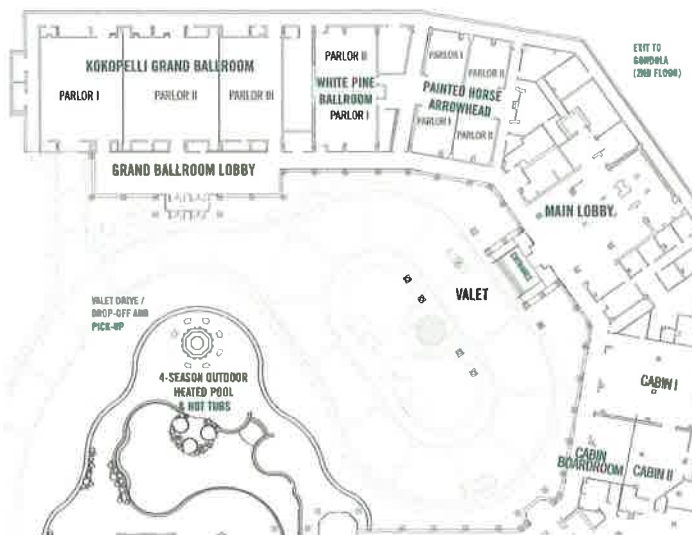 KOKOPELLI GRAND BALLROOM
PARLOR I
PARLOR II
PARLOR III
PARLOR II
WHITE PINE
BALLROOM
PARLOR I
PARLOR I
PARLOR II
PAINTED HORSE
ARROWHEAD
PARLOR I
PARLOR II
EXIT TO
GONDOLA
(2ND FLOOR)
GRAND BALLROOM LOBBY
MAIN LOBBY
ENTRANCE
VALET
VALET DRIVE /
DROP-OFF AND
PICK-UP
4-SEASON OUTDOOR
HEATED POOL
& HOT TUBS
CABIN I
CABIN
BOARDROOM
CABIN II